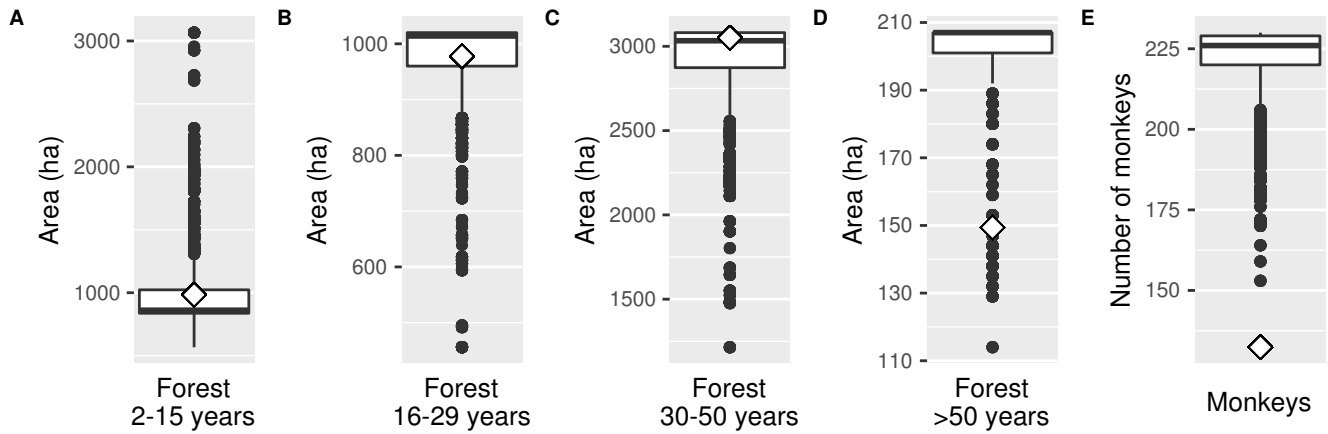 A
Area (ha)
3000
2000
1000
Forest
2-15 years
B
Area (ha)
1000
800
600
Forest
16-29 years
C
Area (ha)
3000
2500
2000
1500
Forest
30-50 years
D
Area (ha)
210
190
170
150
130
110
Forest
>50 years
E
Number of monkeys
225
200
175
150
Monkeys